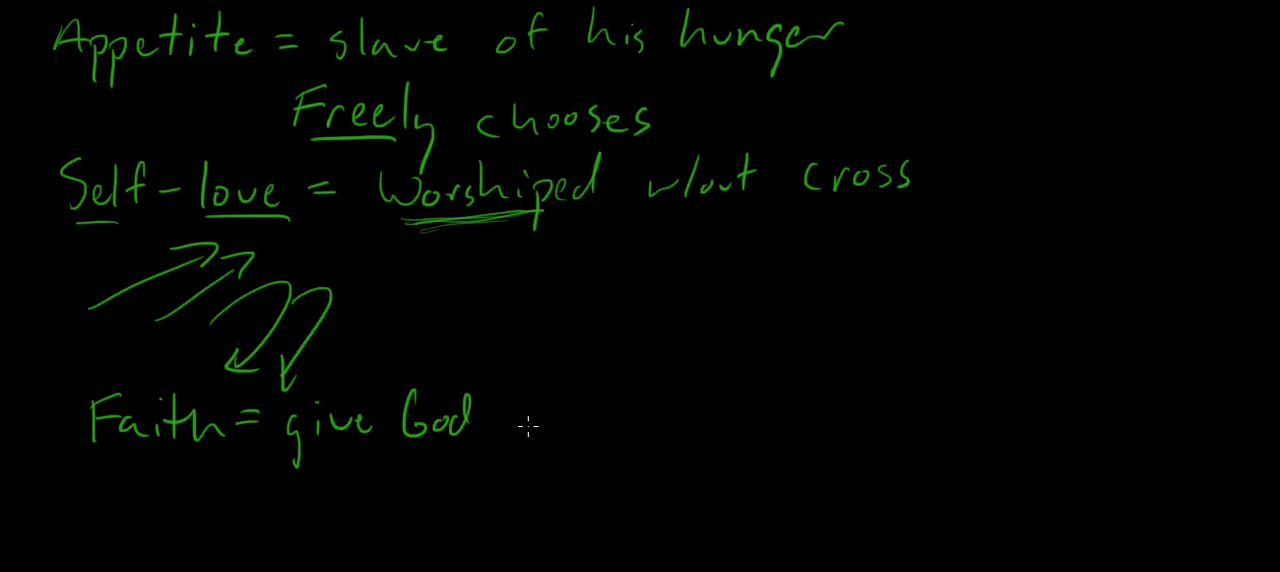 Appetite = slave of his hunger
Freely chooses
Self-love = Worshiped w/out cross
Faith = give God